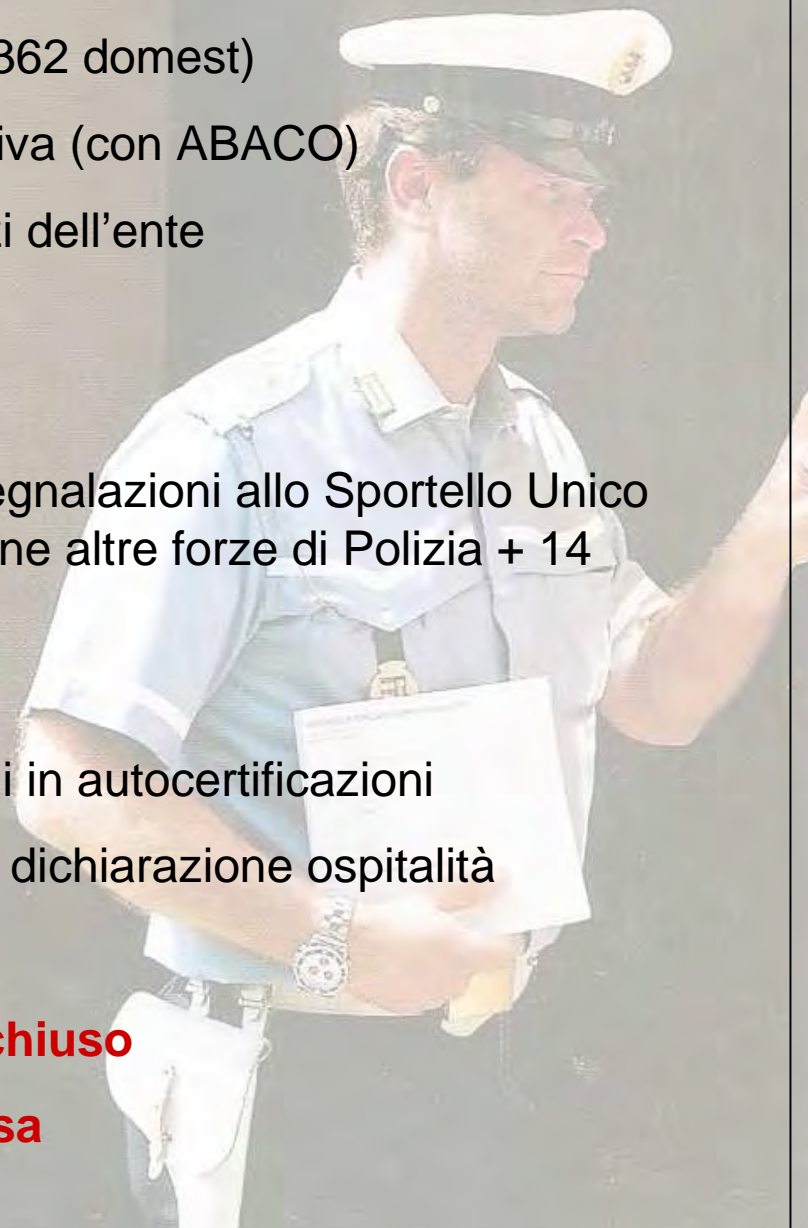 362 domest)
iva (con ABACO)
ti dell’ente
egnalazioni allo Sportello Unico
ne altre forze di Polizia + 14
i in autocertificazioni
dichiarazione ospitalità
chiuso
sa